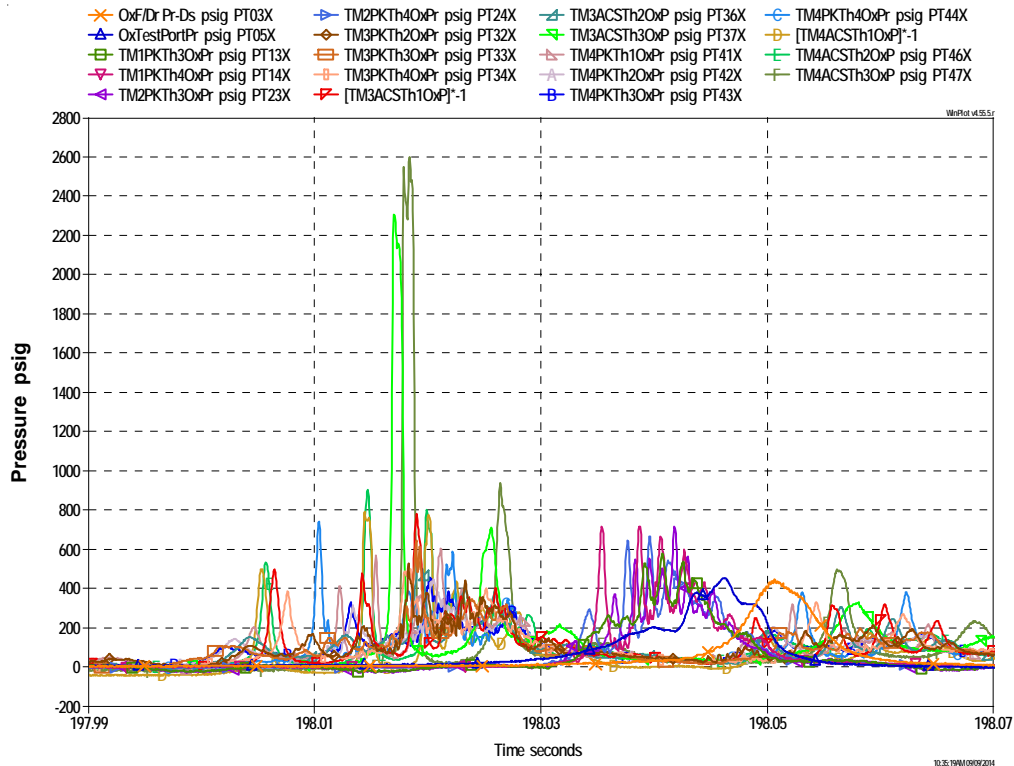 OxF/Dr Pr-Ds psig PT03X TM2PKTh4OxPr psig PT24X TM3ACSTh2OxP psig PT36X TM4PKTh4OxPr psig PT44X
OxTestPortPr psig PT05X TM3PKTh2OxPr psig PT32X TM3ACSTh3OxP psig PT37X [TM4ACSTh1OxP]*-1
TM1PKTh3OxPr psig PT13X TM3PKTh3OxPr psig PT33X TM4PKTh1OxPr psig PT41X TM4ACSTh2OxP psig PT46X
TM1PKTh4OxPr psig PT14X TM3PKTh4OxPr psig PT34X TM4PKTh2OxPr psig PT42X TM4ACSTh3OxP psig PT47X
TM2PKTh3OxPr psig PT23X [TM3ACSTh1OxP]*-1 TM4PKTh3OxPr psig PT43X
WinPlot v4.55.5.r
2800
2600
2400
2200
2000
1800
1600
1400
1200
1000
800
600
400
200
0
-200
Pressure psig
197.99 198.01 198.03 198.05 198.07
Time seconds
10:35:19AM 09/09/2014